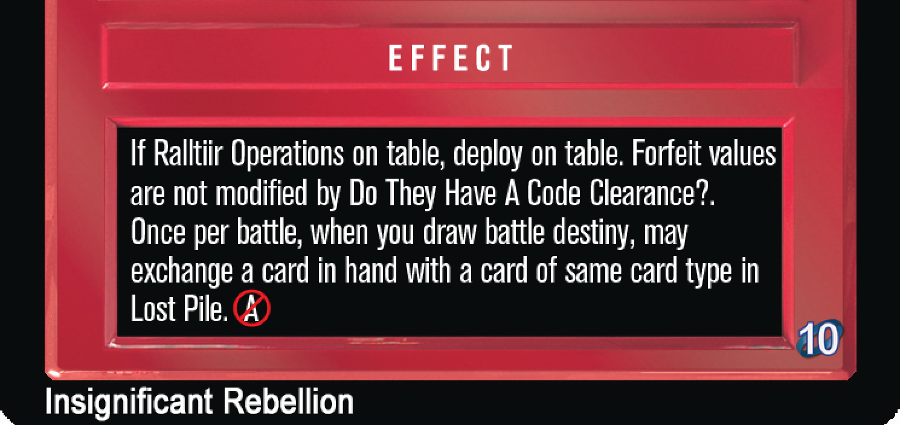 EFFECT
If Ralltiir Operations on table, deploy on table. Forfeit values
are not modified by Do They Have A Code Clearance?.
Once per battle, when you draw battle destiny, may
exchange a card in hand with a card of same card type in
Lost Pile. A
10
Insignificant Rebellion